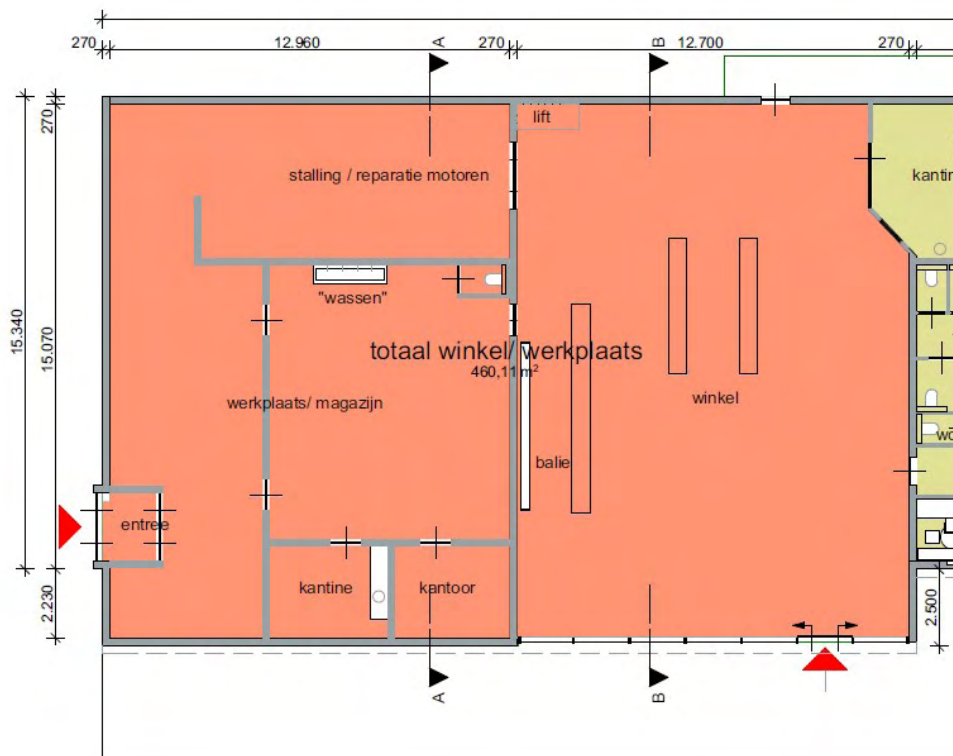 270
12.960
A
270
B
12.700
270
270
lift
stalling / reparatie motoren
"wassen"
15.340
15.070
totaal winkel/ werkplaats
460,11 m²
winkel
werkplaats/ magazijn
balie
entree
kantine
kantoor
2.230
2.500
A
B